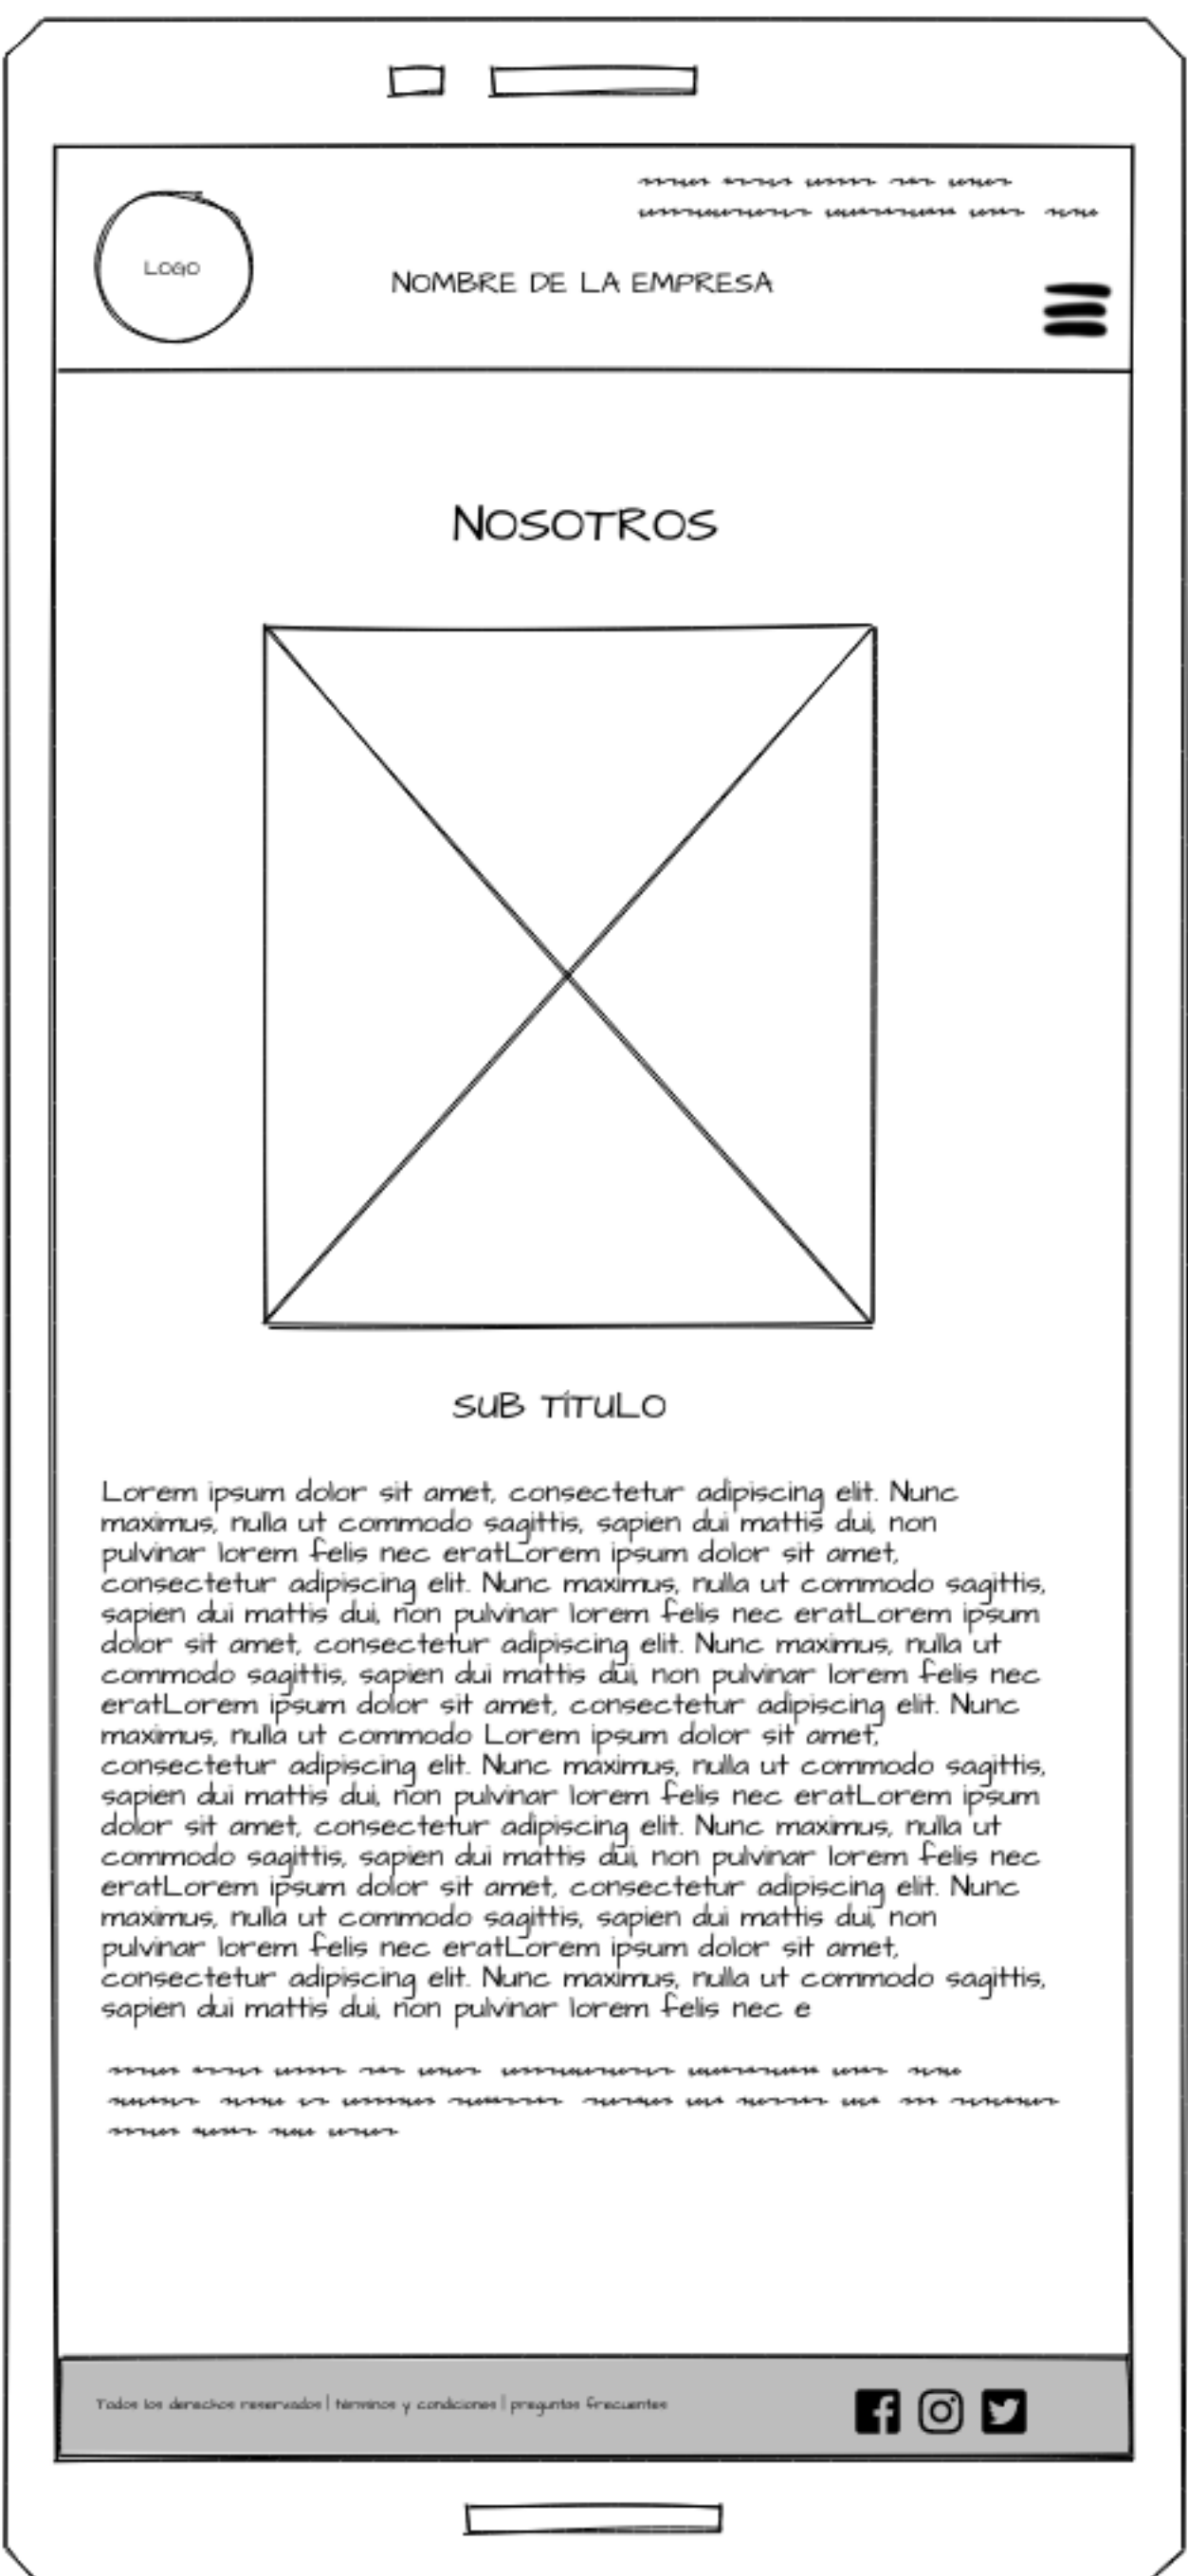 LOGO
NOMBRE DE LA EMPRESA
NOSOTROS
SUB TÍTULO
Lorem ipsum dolor sit amet, consectetur adipiscing elit. Nunc
maximus, nulla ut commodo sagittis, sapien dui mattis dui, non
pulvinar lorem felis nec eratLorem ipsum dolor sit amet,
consectetur adipiscing elit. Nunc maximus, nulla ut commodo sagittis,
sapien dui mattis dui, non pulvinar lorem felis nec eratLorem ipsum
dolor sit amet, consectetur adipiscing elit. Nunc maximus, nulla ut
commodo sagittis, sapien dui mattis dui, non pulvinar lorem felis nec
eratLorem ipsum dolor sit amet, consectetur adipiscing elit. Nunc
maximus, nulla ut commodo Lorem ipsum dolor sit amet,
consectetur adipiscing elit. Nunc maximus, nulla ut commodo sagittis,
sapien dui mattis dui, non pulvinar lorem felis nec eratLorem ipsum
dolor sit amet, consectetur adipiscing elit. Nunc maximus, nulla ut
commodo sagittis, sapien dui mattis dui, non pulvinar lorem felis nec
eratLorem ipsum dolor sit amet, consectetur adipiscing elit. Nunc
maximus, nulla ut commodo sagittis, sapien dui mattis dui, non
pulvinar lorem felis nec eratLorem ipsum dolor sit amet,
consectetur adipiscing elit. Nunc maximus, nulla ut commodo sagittis,
sapien dui mattis dui, non pulvinar lorem felis nec e
Todos los derechos reservados | términos y condiciones | preguntas frecuentes